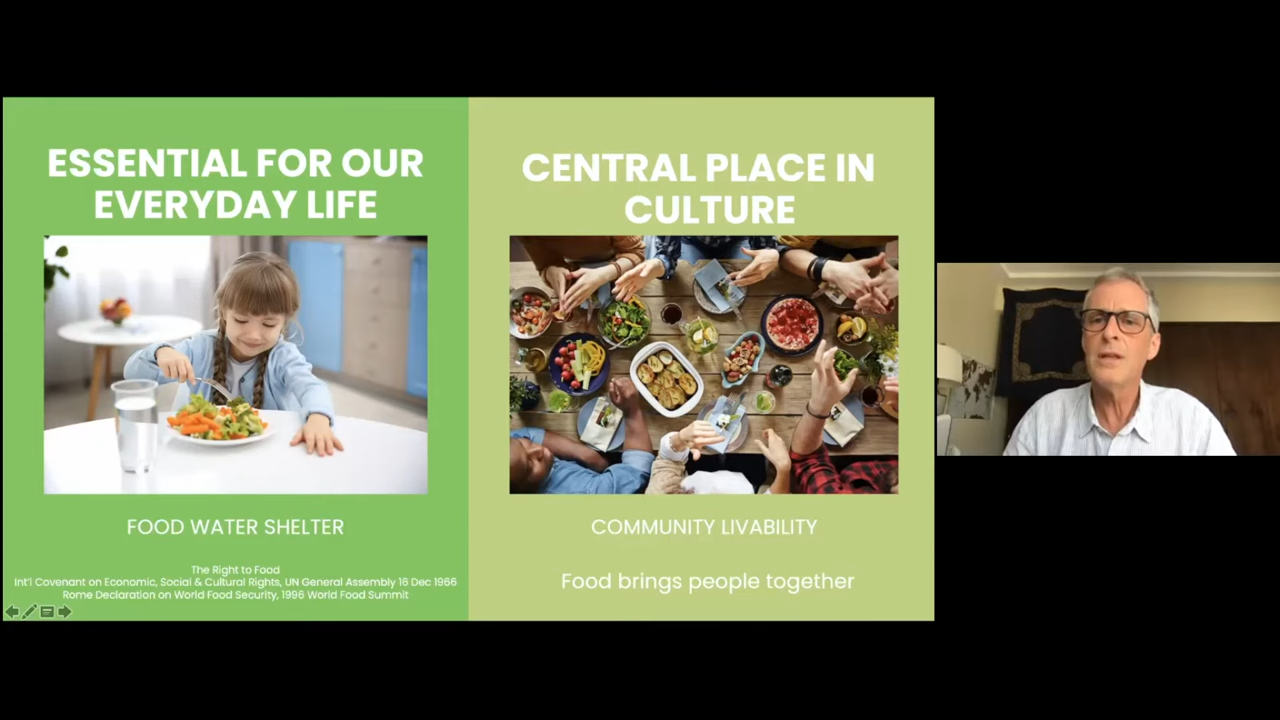 ESSENTIAL FOR OUR
EVERYDAY LIFE
FOOD WATER SHELTER
The Right to Food
Int'l Covenant on Economic, Social & Cultural Rights, UN General Assembly 16 Dec 1966
Rome Declaration on World Food Security, 1996 World Food Summit
CENTRAL PLACE IN
CULTURE
COMMUNITY LIVABILITY
Food brings people together